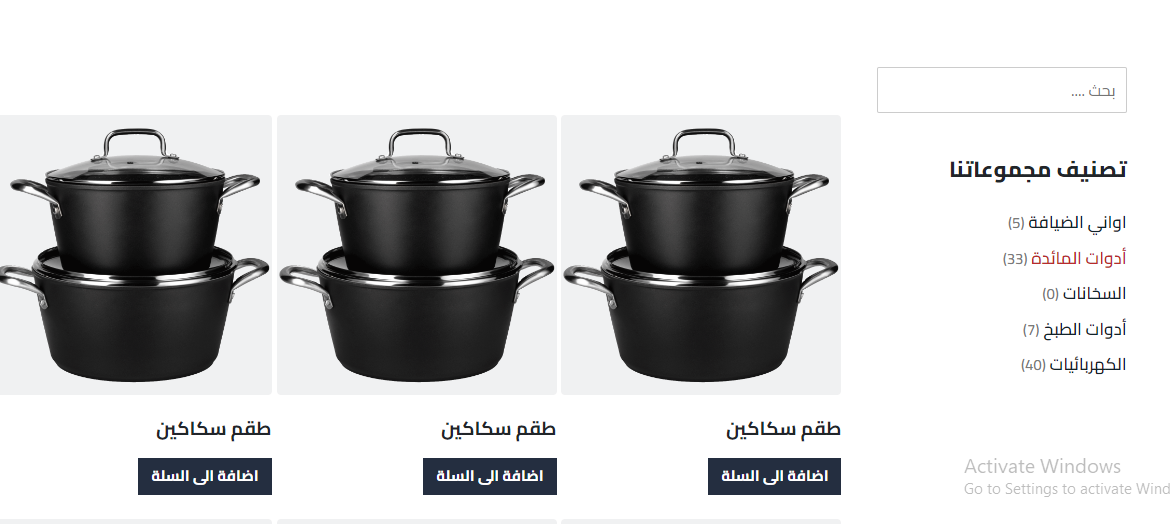 بحث ....
تصنيف مجموعاتنا
اواني الضيافة (5)
أدوات المائدة (33)
السخانات (0)
أدوات الطبخ (7)
الكهربائيات (40)
طقم سكاكين
طقم سكاكين
طقم سكاكين
اضافة الى السلة
اضافة الى السلة
اضافة الى السلة
Activate Windows
Go to Settings to activate Wind